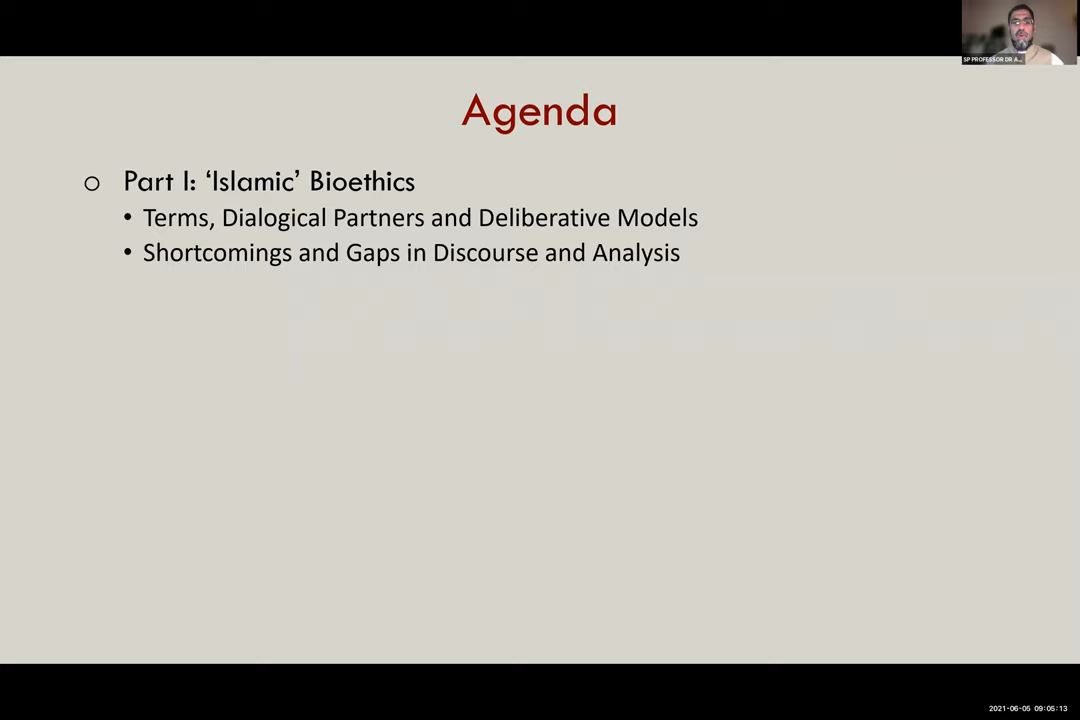 SP PROFESSOR DR A...
Agenda
○ Part I: ‘Islamic’ Bioethics
• Terms, Dialogical Partners and Deliberative Models
• Shortcomings and Gaps in Discourse and Analysis
2021-06-05 09:05:13